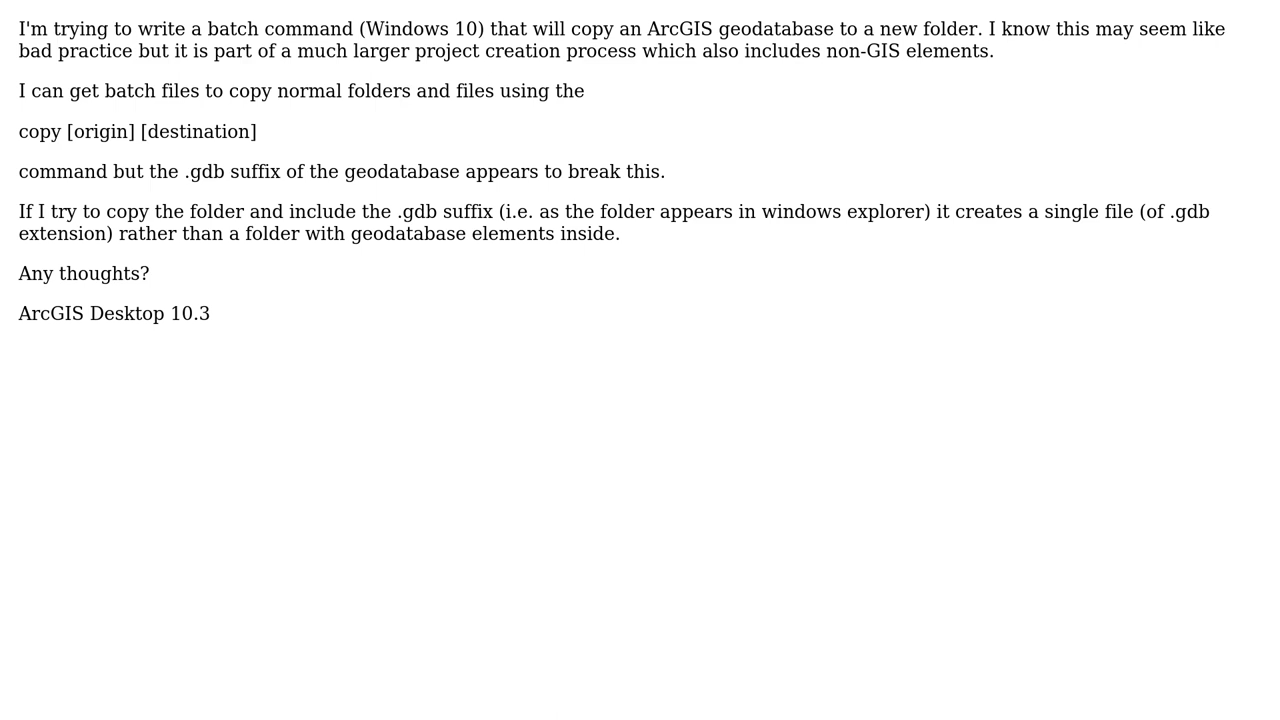 I'm trying to write a batch command (Windows 10) that will copy an ArcGIS geodatabase to a new folder. I know this may seem like
bad practice but it is part of a much larger project creation process which also includes non-GIS elements.
I can get batch files to copy normal folders and files using the
copy [origin] [destination]
command but the .gdb suffix of the geodatabase appears to break this.
If I try to copy the folder and include the .gdb suffix (i.e. as the folder appears in windows explorer) it creates a single file (of .gdb
extension) rather than a folder with geodatabase elements inside.
Any thoughts?
ArcGIS Desktop 10.3